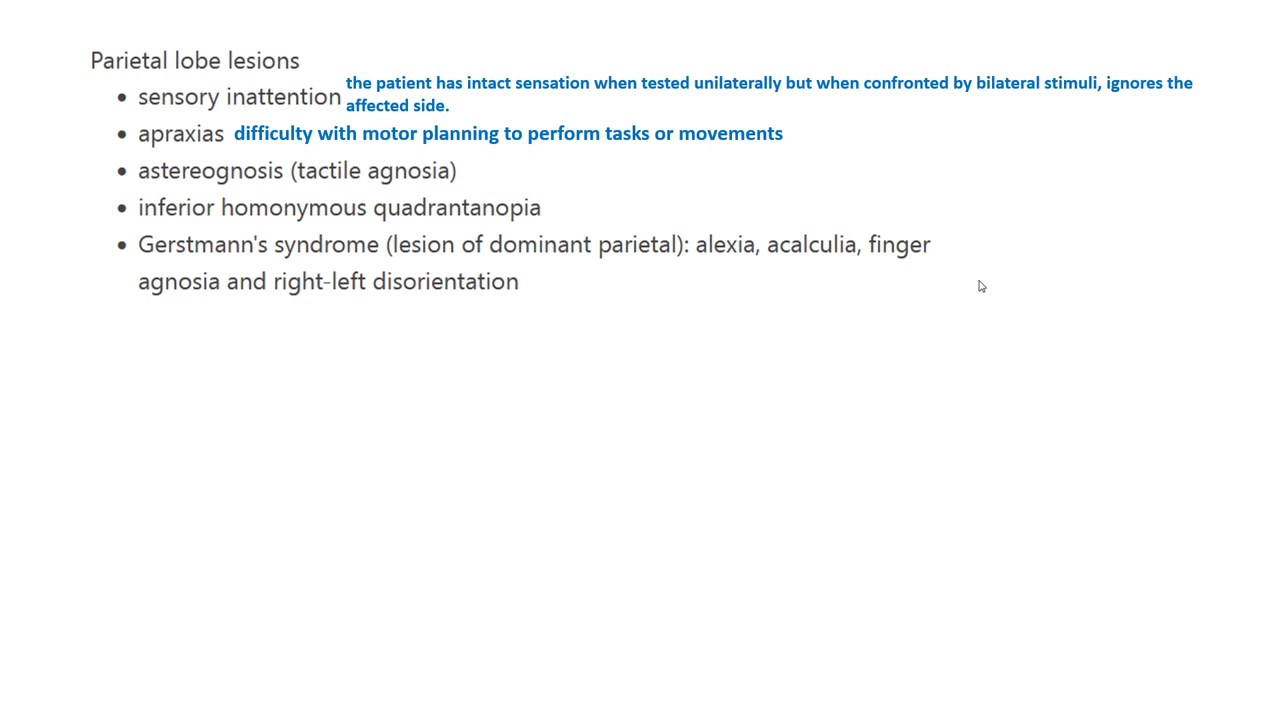 Parietal lobe lesions
• sensory inattention the patient has intact sensation when tested unilaterally but when confronted by bilateral stimuli, ignores the
affected side.
• apraxias difficulty with motor planning to perform tasks or movements
• astereognosis (tactile agnosia)
• inferior homonymous quadrantanopia
• Gerstmann's syndrome (lesion of dominant parietal): alexia, acalculia, finger
agnosia and right-left disorientation